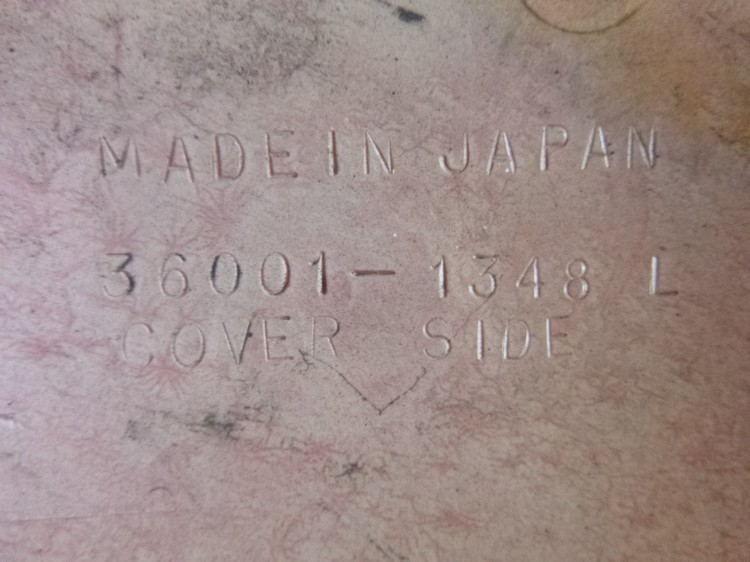 MADE IN JAPAN
36001-1348 L
COVER SIDE